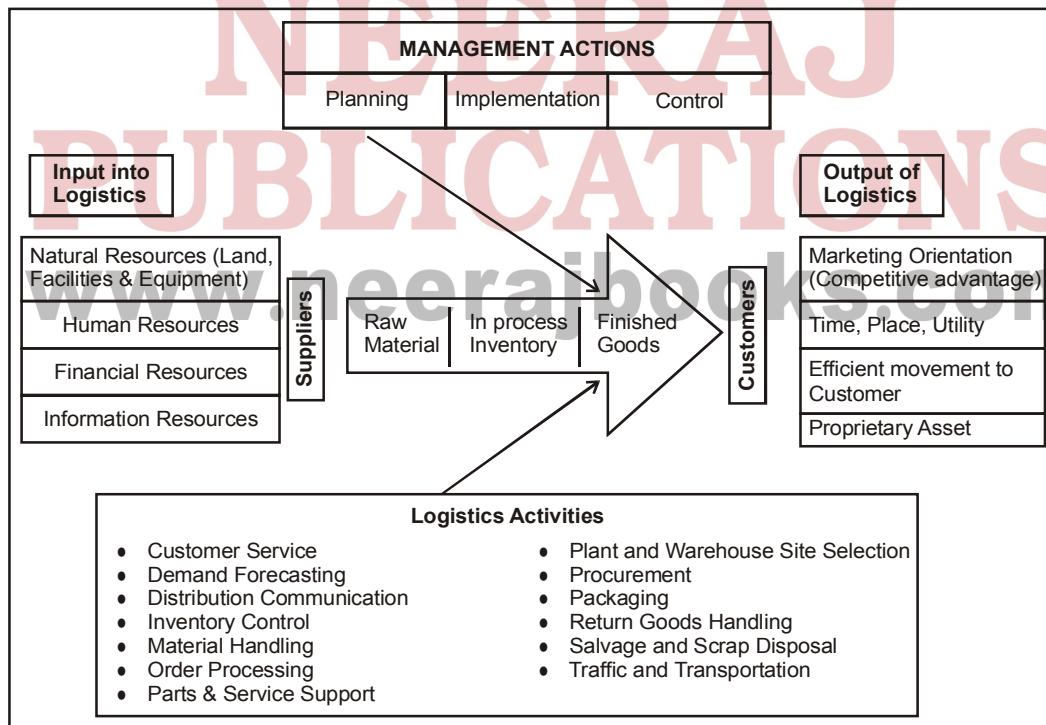 NEERAJ
PUBLICATIONS
www.neerajbooks.com
MANAGEMENT ACTIONS
Planning
Implementation
Control
Input into
Logistics
Natural Resources (Land,
Facilities & Equipment)
Human Resources
Financial Resources
Information Resources
Suppliers
Raw
Material
In process
Inventory
Finished
Goods
Customers
Output of
Logistics
Marketing Orientation
(Competitive advantage)
Time, Place, Utility
Efficient movement to
Customer
Proprietary Asset
Logistics Activities
● Customer Service
● Demand Forecasting
● Distribution Communication
● Inventory Control
● Material Handling
● Order Processing
● Parts & Service Support
● Plant and Warehouse Site Selection
● Procurement
● Packaging
● Return Goods Handling
● Salvage and Scrap Disposal
● Traffic and Transportation